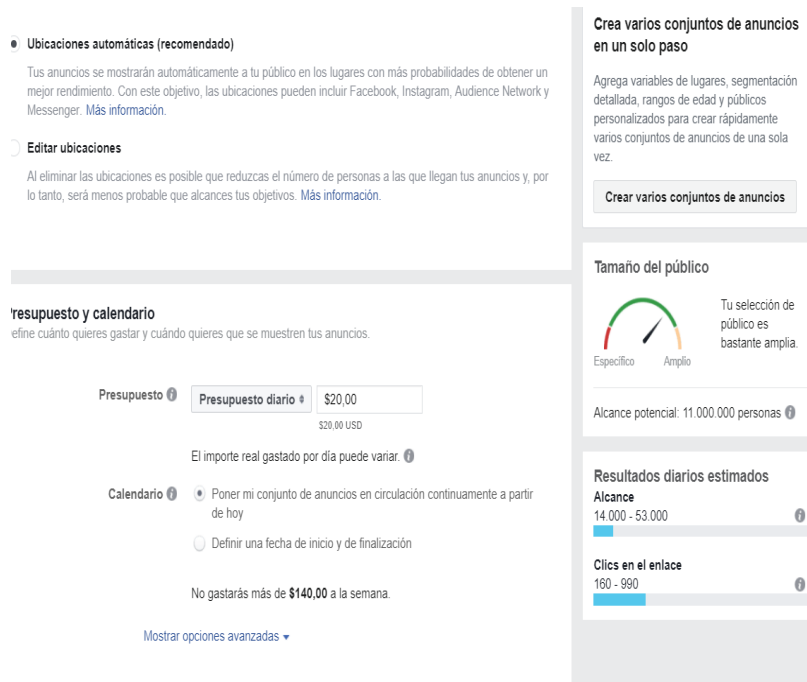 Ubicaciones automáticas (recomendado)
Tus anuncios se mostrarán automáticamente a tu público en los lugares con más probabilidades de obtener un
mejor rendimiento. Con este objetivo, las ubicaciones pueden incluir Facebook, Instagram, Audience Network y
Messenger. Más información.
Editar ubicaciones
Al eliminar las ubicaciones es posible que reduzcas el número de personas a las que llegan tus anuncios y, por
lo tanto, será menos probable que alcances tus objetivos. Más información.
resupuesto y calendario
efine cuánto quieres gastar y cuándo quieres que se muestren tus anuncios.
Presupuesto
Presupuesto diario
$20,00
$20,00 USD
El importe real gastado por día puede variar.
Calendario
Poner mi conjunto de anuncios en circulación continuamente a partir
de hoy
Definir una fecha de inicio y de finalización
No gastarás más de $140,00 a la semana.
Mostrar opciones avanzadas
Crea varios conjuntos de anuncios
en un solo paso
Agrega variables de lugares, segmentación
detallada, rangos de edad y públicos
personalizados para crear rápidamente
varios conjuntos de anuncios de una sola
vez.
Crear varios conjuntos de anuncios
Tamaño del público
Tu selección de
público es
bastante amplia.
Específico
Amplio
Alcance potencial: 11.000.000 personas
Resultados diarios estimados
Alcance
14.000 - 53.000
Clics en el enlace
160 - 990